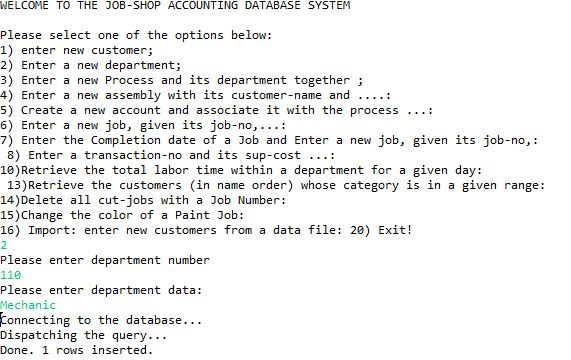 WELCOME TO THE JOB-SHOP ACCOUNTING DATABASE SYSTEM
Please select one of the options below:
1) enter new customer;
2) Enter a new department;
3) Enter a new Process and its department together ;
4) Enter a new assembly with its customer-name and ....:
5) Create a new account and associate it with the process ...:
6) Enter a new job, given its job-no,...:
7) Enter the Completion date of a Job and Enter a new job, given its job-no,:
8) Enter a transaction-no and its sup-cost ...:
10)Retrieve the total labor time within a department for a given day:
13)Retrieve the customers (in name order) whose category is in a given range:
14)Delete all cut-jobs with a Job Number:
15)Change the color of a Paint Job:
16) Import: enter new customers from a data file: 20) Exit!
2
Please enter department number
110
Please enter department data:
Mechanic
Connecting to the database...
Dispatching the query...
Done. 1 rows inserted.